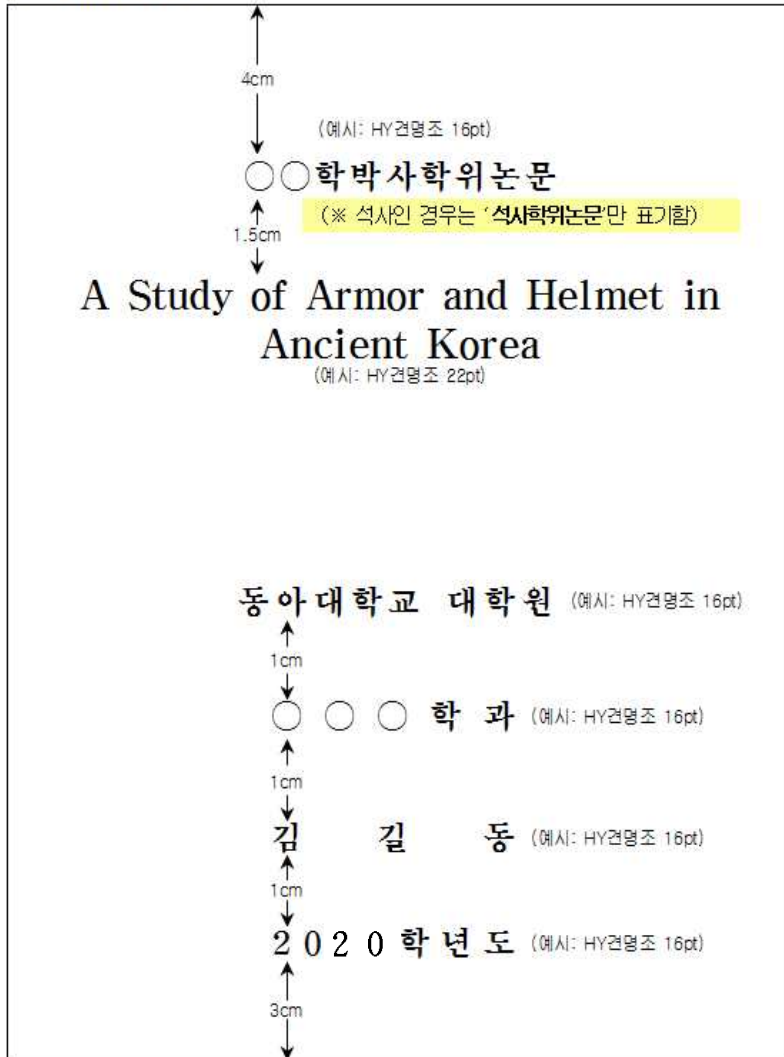 4cm
(예시: HY견명조 16pt)
○○학박사학위논문
(※ 석사인 경우는 '석사학위논문'만 표기함)
1.5cm
A Study of Armor and Helmet in
Ancient Korea
(예시: HY견명조 22pt)
동아대학교 대학원 (예시: HY견명조 16pt)
1cm
○ ○ ○ 학 과 (예시: HY견명조 16pt)
1cm
김 길 동 (예시: HY견명조 16pt)
1cm
2020학년도 (예시: HY견명조 16pt)
3cm